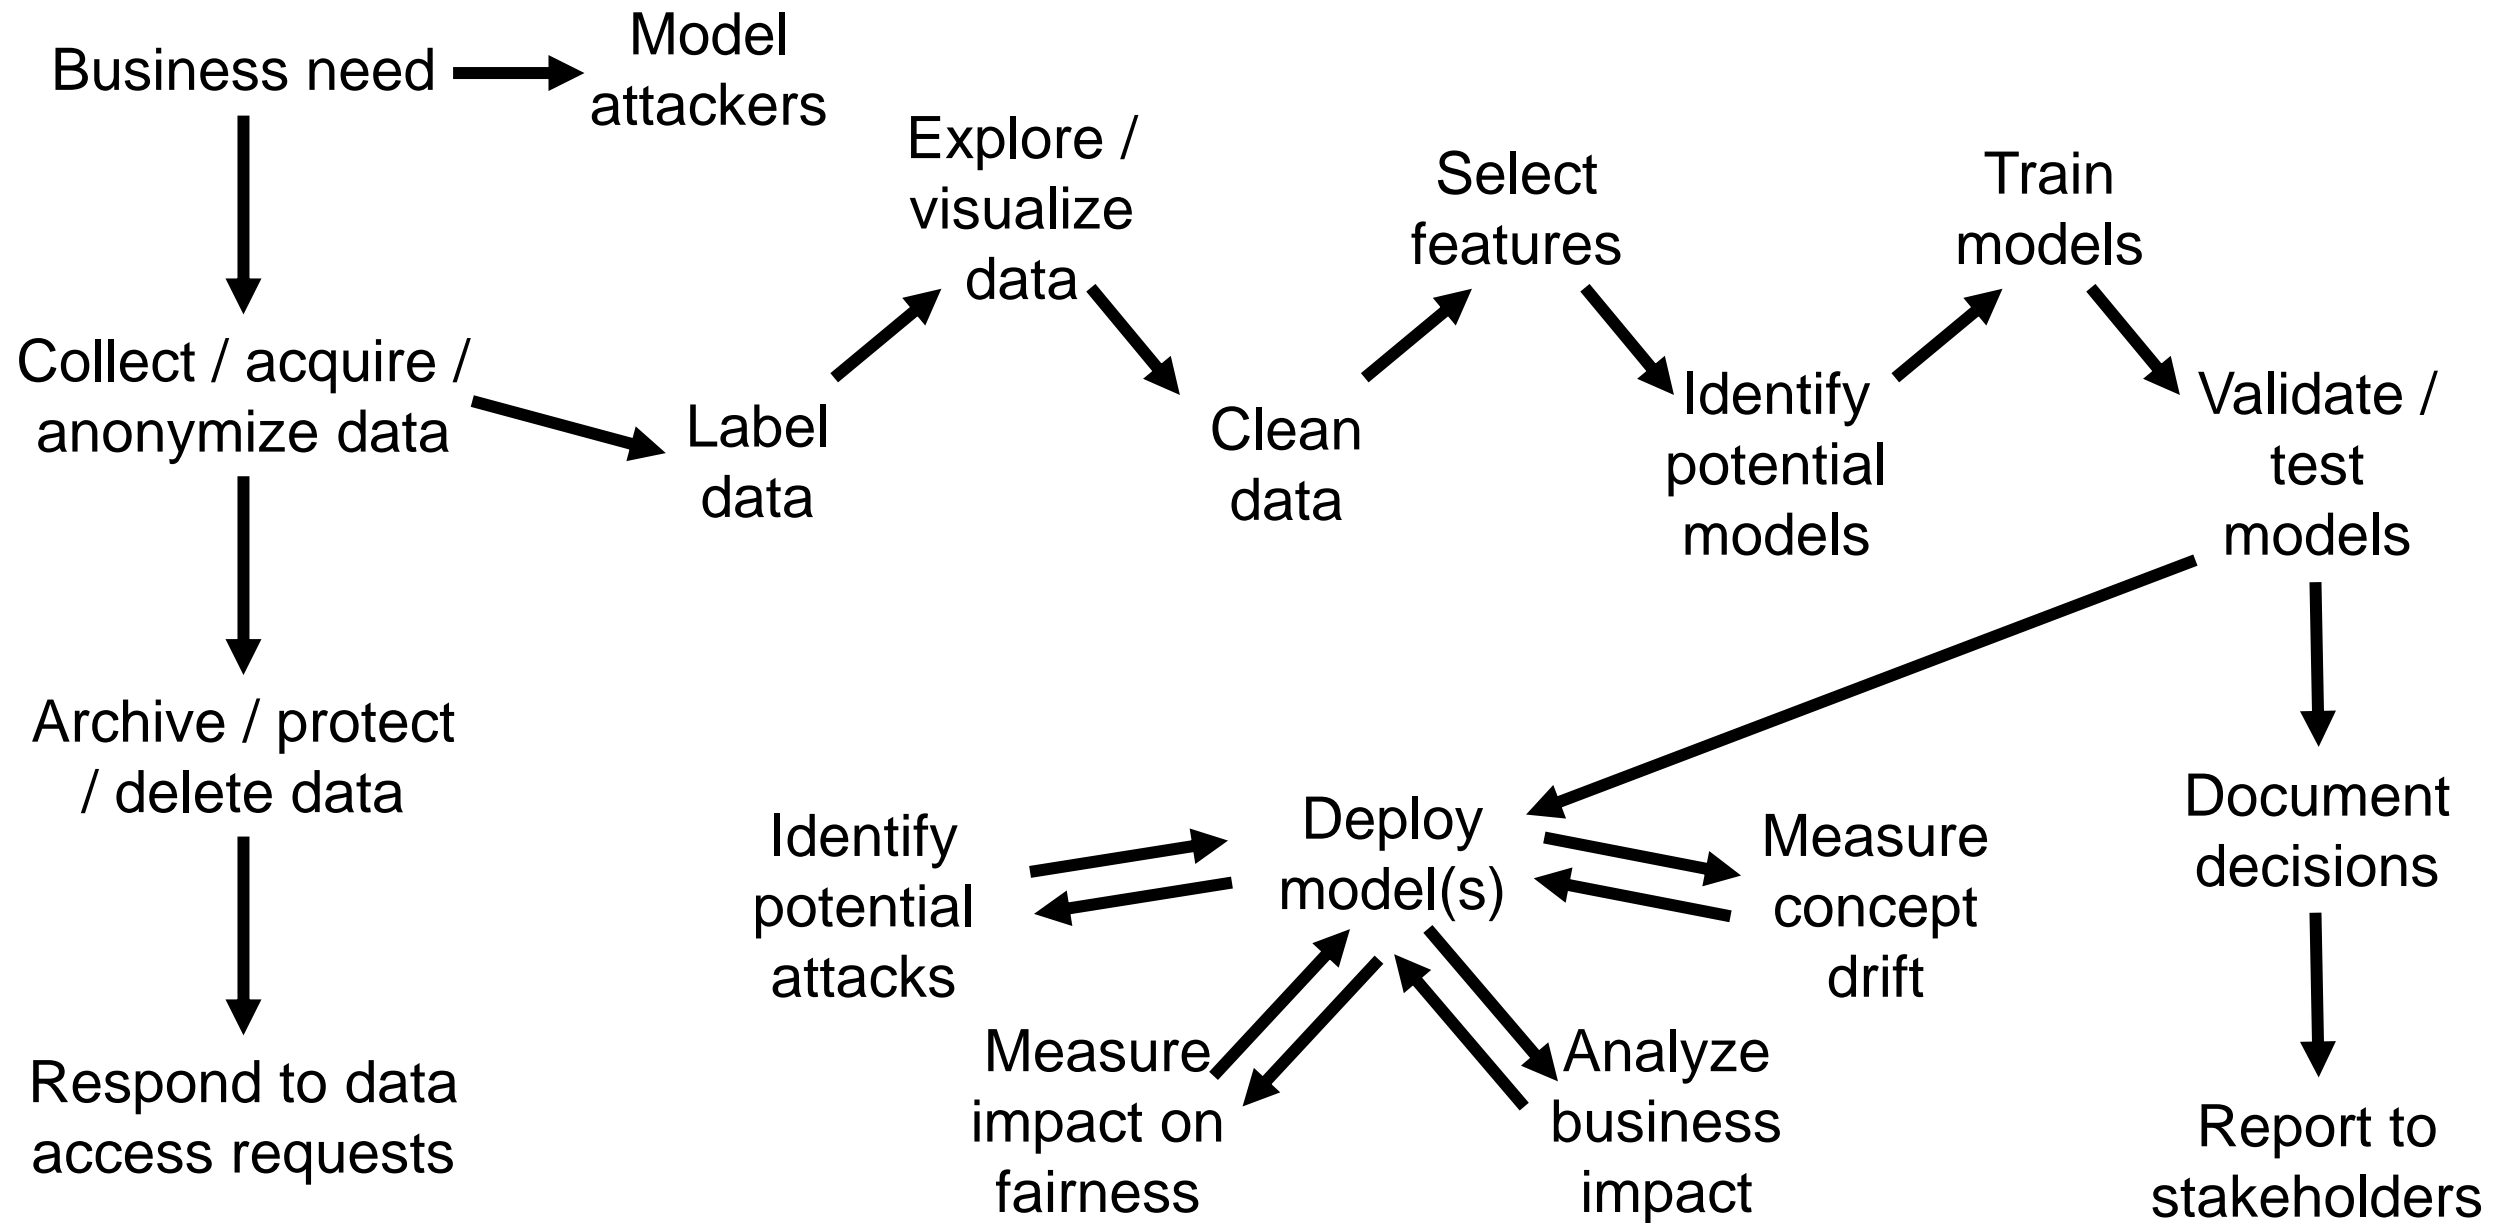 Business need
Model
attackers
Explore /
visualize
data
Select
features
Train
models
Collect / acquire /
anonymize data
Label
data
Clean
data
Identify
potential
models
Validate /
test
models
Archive / protect
/ delete data
Identify
potential
attacks
Deploy
model(s)
Measure
concept
drift
Document
decisions
Respond to data
access requests
Measure
impact on
fairness
Analyze
business
impact
Report to
stakeholders